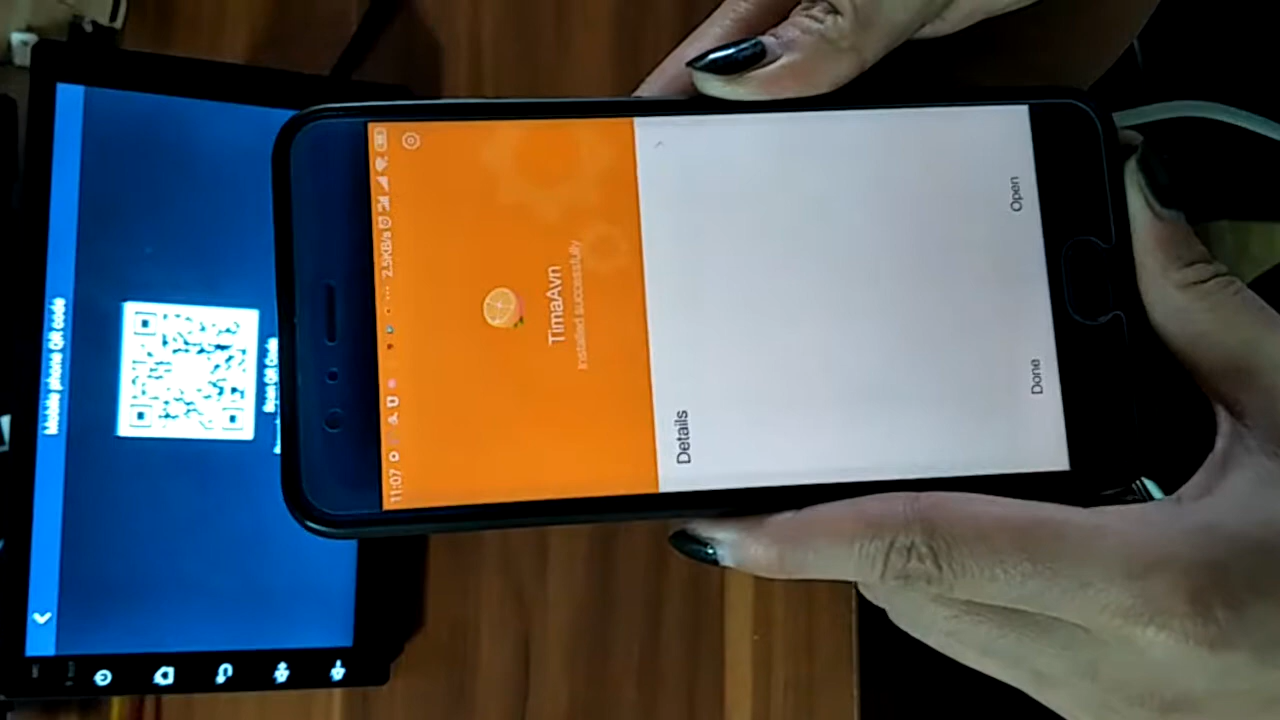 Mobile phone QR code
Scan QR Code
11:07
2.5KB/s
TimaAvn
Installed successfully
Details
Done
Open